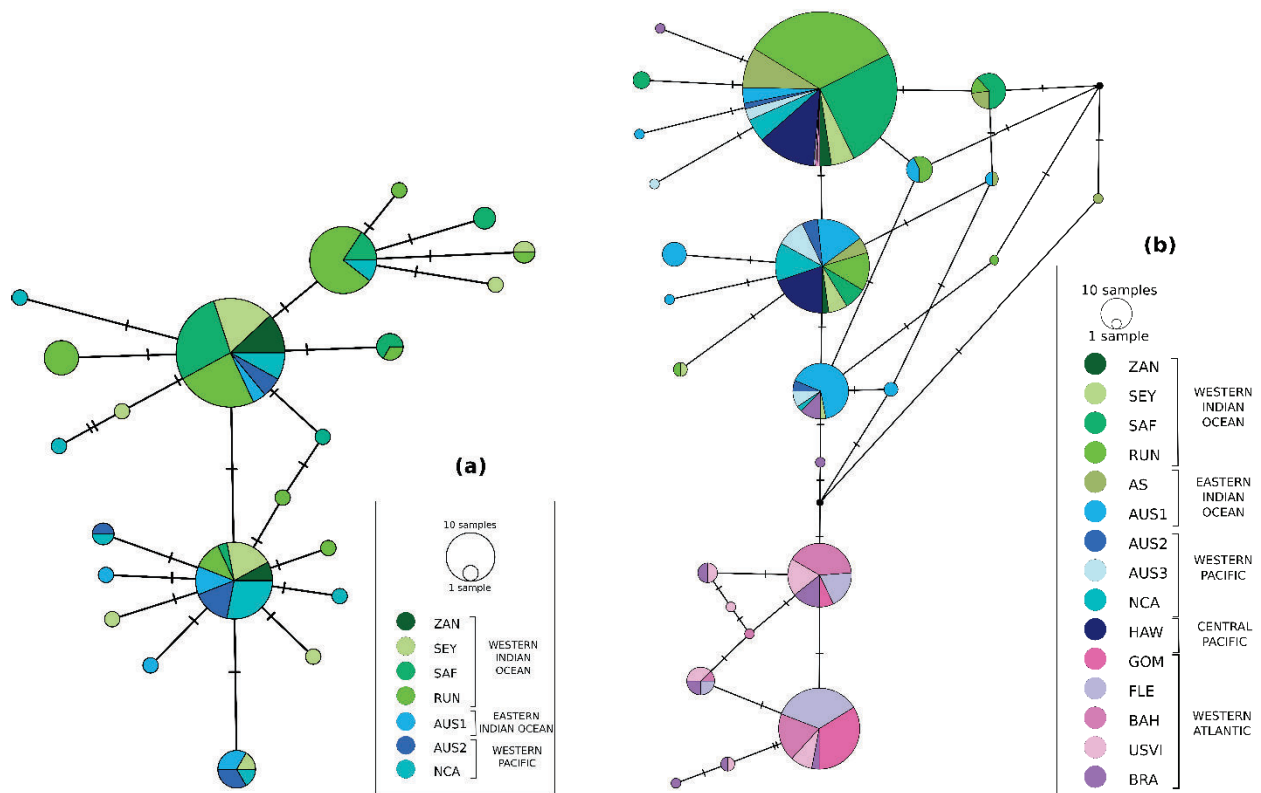 (a)
10 samples
1 sample
ZAN
SEY
SAF
RUN
AUS1
AUS2
NCA
WESTERN
INDIAN
OCEAN
EASTERN
INDIAN OCEAN
WESTERN
PACIFIC
(b)
10 samples
1 sample
ZAN
SEY
SAF
RUN
AS
AUS1
AUS2
AUS3
NCA
HAW
GOM
FLE
BAH
USVI
BRA
WESTERN
INDIAN
OCEAN
EASTERN
INDIAN
OCEAN
WESTERN
PACIFIC
CENTRAL
PACIFIC
WESTERN
ATLANTIC